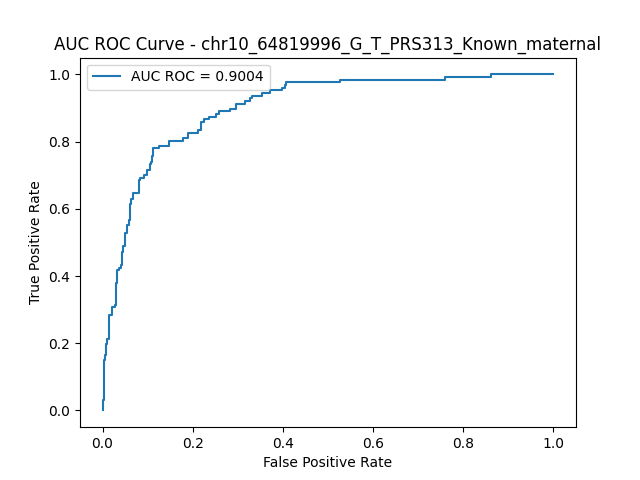 AUC ROC Curve - chr10_64819996_G_T_PRS313_Known_maternal
AUC ROC = 0.9004
True Positive Rate
1.0
0.8
0.6
0.4
0.2
0.0
0.0 0.2 0.4 0.6 0.8 1.0
False Positive Rate